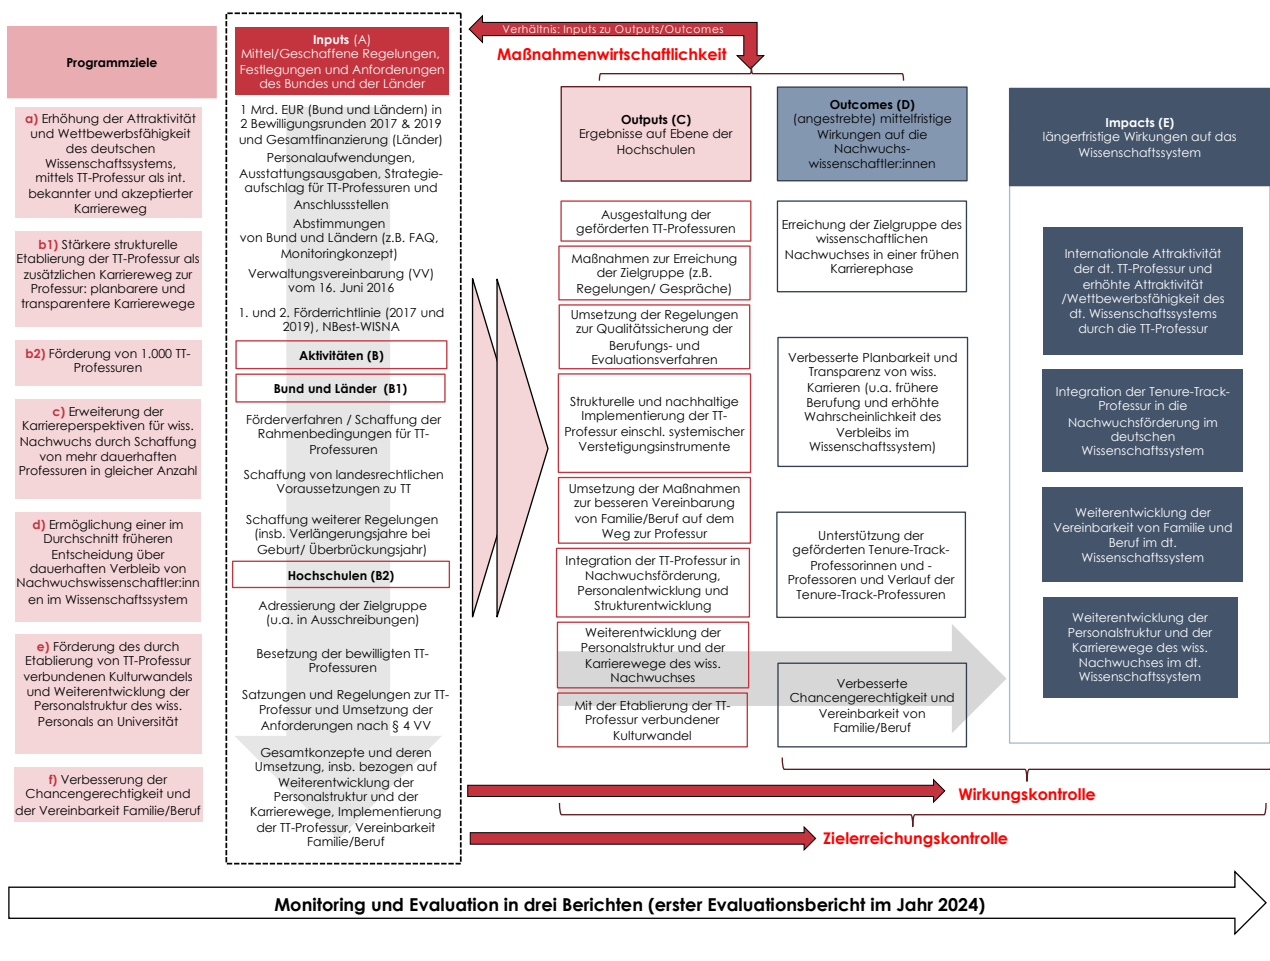 Programmziele
a) Erhöhung der Attraktivität
und Wettbewerbsfähigkeit
des deutschen
Wissenschaftssystems,
mittels TT-Professur als int.
bekannter und akzeptierter
Karriereweg
b1) Stärkere strukturelle
Etablierung der TT-Professur als
zusätzlichen Karriereweg zur
Professur: planbarere und
transparentere Karrierewege
b2) Förderung von 1.000 TT-
Professuren
c) Erweiterung der
Karriereperspektiven für wiss.
Nachwuchs durch Schaffung
von mehr dauerhaften
Professuren in gleicher Anzahl
d) Ermöglichung einer im
Durchschnitt früheren
Entscheidung über
dauerhaften Verbleib von
Nachwuchswissenschaftler:inn
en im Wissenschaftssystem
e) Förderung des durch
Etablierung von TT-Professur
verbundenen Kulturwandels
und Weiterentwicklung der
Personalstruktur des wiss.
Personals an Universität
f) Verbesserung der
Chancengerechtigkeit und
der Vereinbarkeit Familie/Beruf
Inputs (A)
Mittel/Geschaffene Regelungen,
Festlegungen und Anforderungen
des Bundes und der Länder
1 Mrd. EUR (Bund und Ländern) in
2 Bewilligungsrunden 2017 & 2019
und Gesamtfinanzierung (Länder)
Personalaufwendungen,
Ausstattungsausgaben, Strategie-
aufschlag für TT-Professuren und
Anschlussstellen
Abstimmungen
von Bund und Ländern (z.B. FAQ,
Monitoringkonzept)
Verwaltungsvereinbarung (VV)
vom 16. Juni 2016
1. und 2. Förderrichtlinie (2017 und
2019), NBest-WISNA
Aktivitäten (B)
Bund und Länder (B1)
Förderverfahren / Schaffung der
Rahmenbedingungen für TT-
Professuren
Schaffung von landesrechtlichen
Voraussetzungen zu TT
Schaffung weiterer Regelungen
(insb. Verlängerungsjahre bei
Geburt/ Überbrückungsjahr)
Hochschulen (B2)
Adressierung der Zielgruppe
(u.a. in Ausschreibungen)
Besetzung der bewilligten TT-
Professuren
Satzungen und Regelungen zur TT-
Professur und Umsetzung der
Anforderungen nach § 4 VV
Gesamtkonzepte und deren
Umsetzung, insb. bezogen auf
Weiterentwicklung der
Personalstruktur und der
Karrierewege, Implementierung
der TT-Professur, Vereinbarkeit
Familie/Beruf
Verhältnis: Inputs zu Outputs/Outcomes
Maßnahmenwirtschaftlichkeit
Outputs (C)
Ergebnisse auf Ebene der
Hochschulen
Ausgestaltung der
geförderten TT-Professuren
Maßnahmen zur Erreichung
der Zielgruppe (z.B.
Regelungen/ Gespräche)
Umsetzung der Regelungen
zur Qualitätssicherung der
Berufungs- und
Evaluationsverfahren
Strukturelle und nachhaltige
Implementierung der TT-
Professur einschl. systemischer
Verstetigungsinstrumente
Umsetzung der Maßnahmen
zur besseren Vereinbarung
von Familie/Beruf auf dem
Weg zur Professur
Integration der TT-Professur in
Nachwuchsförderung,
Personalentwicklung und
Strukturentwicklung
Weiterentwicklung der
Personalstruktur und der
Karrierewege des wiss.
Nachwuchses
Mit der Etablierung der TT-
Professur verbundener
Kulturwandel
Outcomes (D)
(angestrebte) mittelfristige
Wirkungen auf die
Nachwuchs-
wissenschaftler:innen
Erreichung der Zielgruppe des
wissenschaftlichen
Nachwuchses in einer frühen
Karrierephase
Verbesserte Planbarkeit und
Transparenz von wiss.
Karrieren (u.a. frühere
Berufung und erhöhte
Wahrscheinlichkeit des
Verbleibs im
Wissenschaftssystem)
Unterstützung der
geförderten Tenure-Track-
Professorinnen und -
Professoren und Verlauf der
Tenure-Track-Professuren
Verbesserte
Chancengerechtigkeit und
Vereinbarkeit von
Familie/Beruf
Impacts (E)
längerfristige Wirkungen auf das
Wissenschaftssystem
Internationale Attraktivität
der dt. TT-Professur und
erhöhte Attraktivität
/Wettbewerbsfähigkeit des
dt. Wissenschaftssystems
durch die TT-Professur
Integration der Tenure-Track-
Professur in die
Nachwuchsförderung im
deutschen
Wissenschaftssystem
Weiterentwicklung der
Vereinbarkeit von Familie und
Beruf im dt.
Wissenschaftssystem
Weiterentwicklung der
Personalstruktur und der
Karrierewege des wiss.
Nachwuchses im dt.
Wissenschaftssystem
Wirkungskontrolle
Zielerreichungskontrolle
Monitoring und Evaluation in drei Berichten (erster Evaluationsbericht im Jahr 2024)